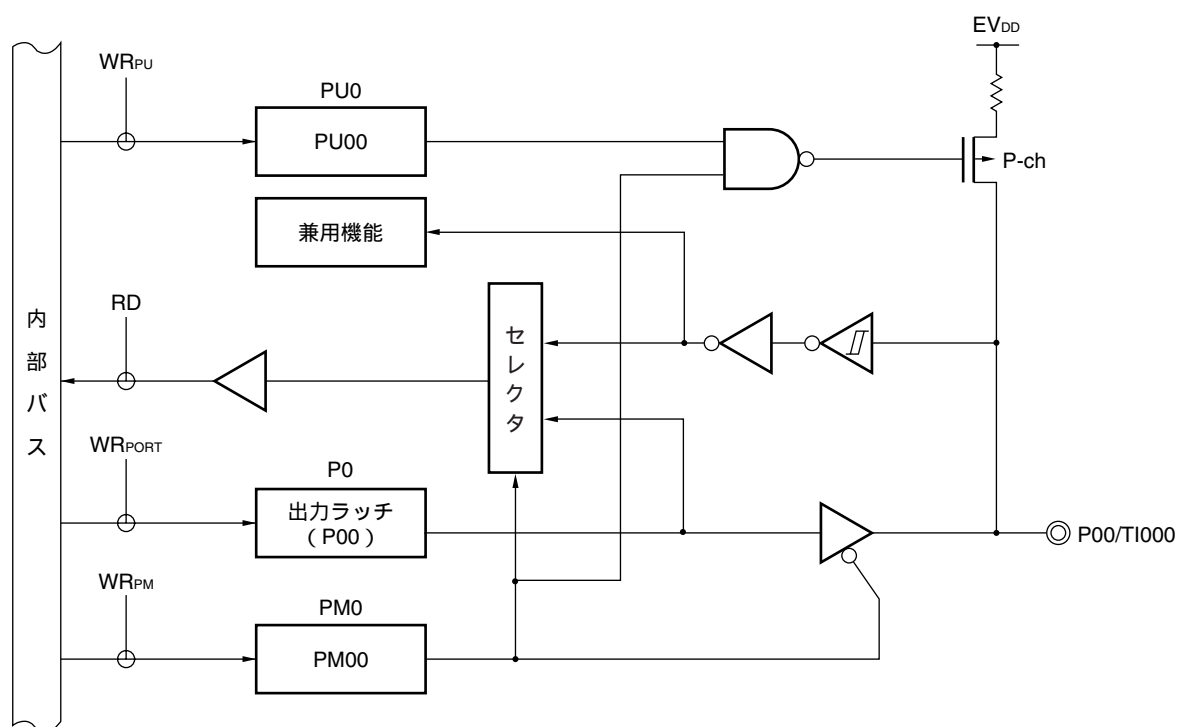 EVDD
WRPU
PU0
PU00
P-ch
兼用機能
RD
内部バス
セレクタ
WRPORT
P0
出力ラッチ
(P00)
P00/TI000
WRPM
PM0
PM00